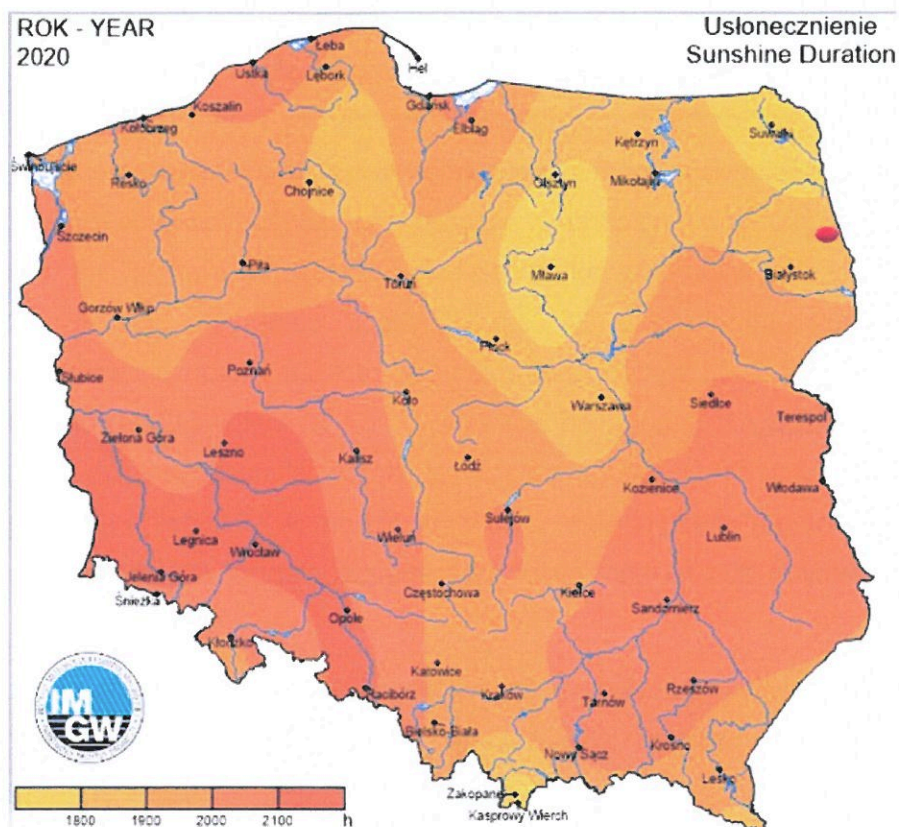 ROK - YEAR
2020
Usłonecznienie
Sunshine Duration
Łeba
Hel
Ustka
Lębork
Koszalin
Gdańsk
Kołobrzeg
Elbląg
Kętrzyn
Suwałki
Świnoujście
Resko
Chojnice
Olsztyn
Mikołajki
Szczecin
Piła
Toruń
Mława
Białystok
Gorzów Wlkp
Płock
Słubice
Poznań
Koło
Warszawa
Siedlce
Terespol
Zielona Góra
Leszno
Kalisz
Łódź
Kozienice
Włodawa
Sulejów
Legnica
Wrocław
Wieluń
Lublin
Jelenia Góra
Śnieżka
Częstochowa
Kielce
Sandomierz
Opole
Kłodzko
Katowice
Racibórz
Kraków
Tarnów
Rzeszów
Bielsko-Biała
Nowy Sącz
Krosno
Lesko
Zakopane
Kasprowy Wierch
IM
GW
1800 1900 2000 2100 h